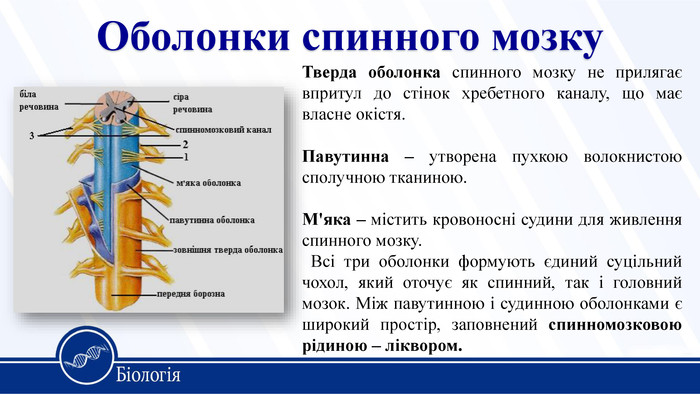 Оболонки спинного мозку
біла
речовина
сіра
речовина
спинномозковий канал
3
2
1
м'яка оболонка
павутинна оболонка
зовнішня тверда оболонка
передня борозна
Тверда оболонка спинного мозку не прилягає
впритул до стінок хребетного каналу, що має
власне окістя.
Павутинна – утворена пухкою волокнистою
сполучною тканиною.
М'яка – містить кровоносні судини для живлення
спинного мозку.
Всі три оболонки формують єдиний суцільний
чохол, який оточує як спинний, так і головний
мозок. Між павутинною і судинною оболонками є
широкий простір, заповнений спинномозковою
рідиною – ліквором.
Біологія